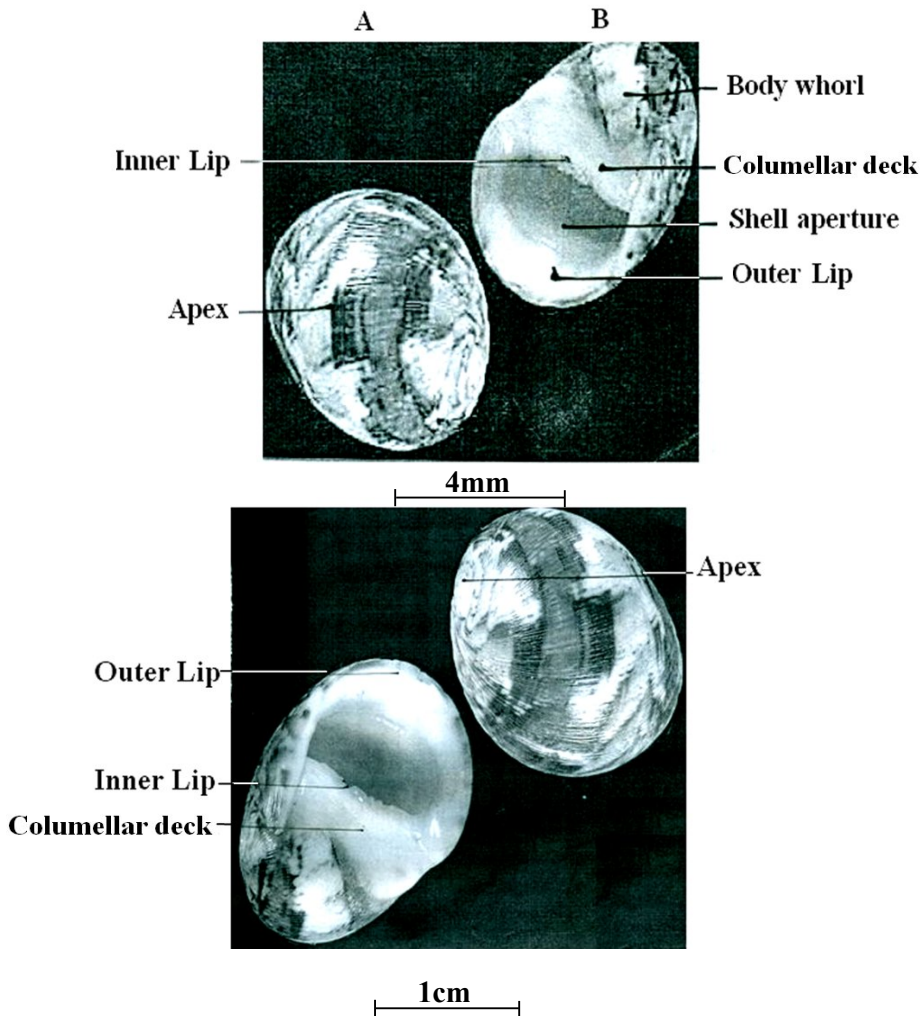 A
B
Body whorl
Inner Lip
Columellar deck
Shell aperture
Outer Lip
Apex
4mm
Apex
Outer Lip
Inner Lip
Columellar deck
1cm